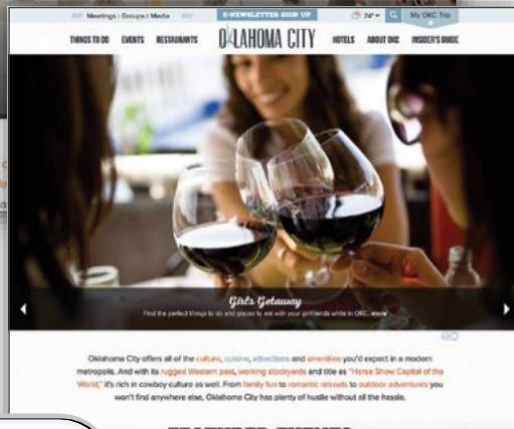 Meetings | Groups | Media
E-NEWSLETTER SIGN UP
74°
My OKC Trip
THINGS TO DO
EVENTS
RESTAURANTS
OKLAHOMA CITY
HOTELS
ABOUT OKC
INSIDER'S GUIDE
Girls Getaway
Find the perfect things to do and places to eat with your girlfriends while in OKC...more
Oklahoma City offers all of the culture, cuisine, attractions and amenities you'd expect in a modern
metropolis. And with its rugged Western past, working stockyards and title as "Horse Show Capital of the
World," it's rich in cowboy culture as well. From family fun to romantic retreats to outdoor adventures you
won't find anywhere else, Oklahoma City has plenty of hustle without all the hassle.